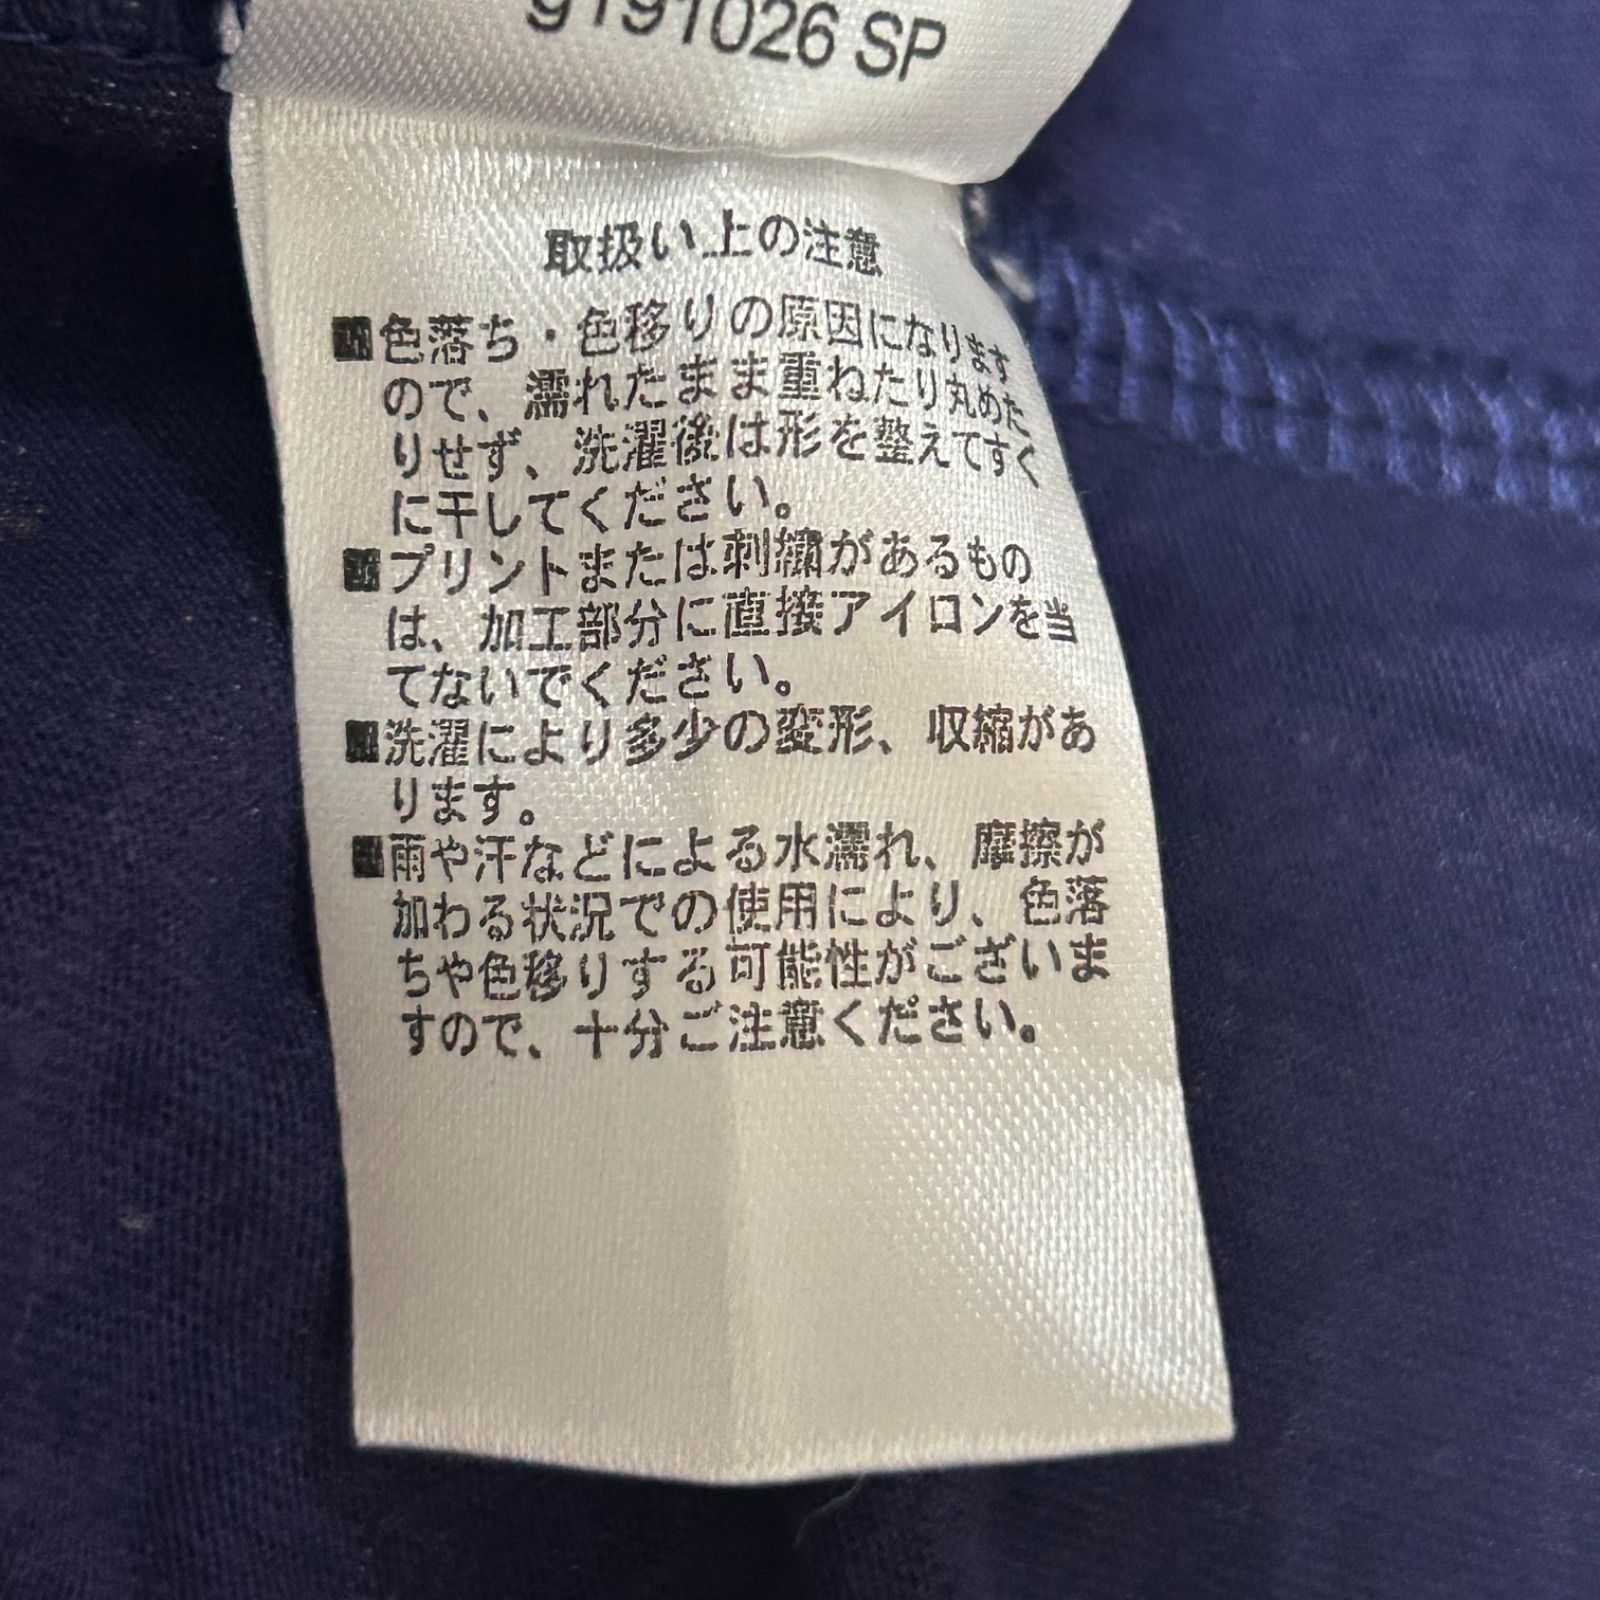 9191026 SP
取扱い上の注意
■色落ち・色移りの原因になります
ので、濡れたまま重ねたり丸めた
りせず、洗濯後は形を整えてすぐ
に干してください。
■プリントまたは刺繍があるもの
は、加工部分に直接アイロンを当
てないでください。
■洗濯により多少の変形、収縮があ
ります。
■雨や汗などによる水濡れ、摩擦が
加わる状況での使用により、色落
ちや色移りする可能性がございま
すので、十分ご注意ください。